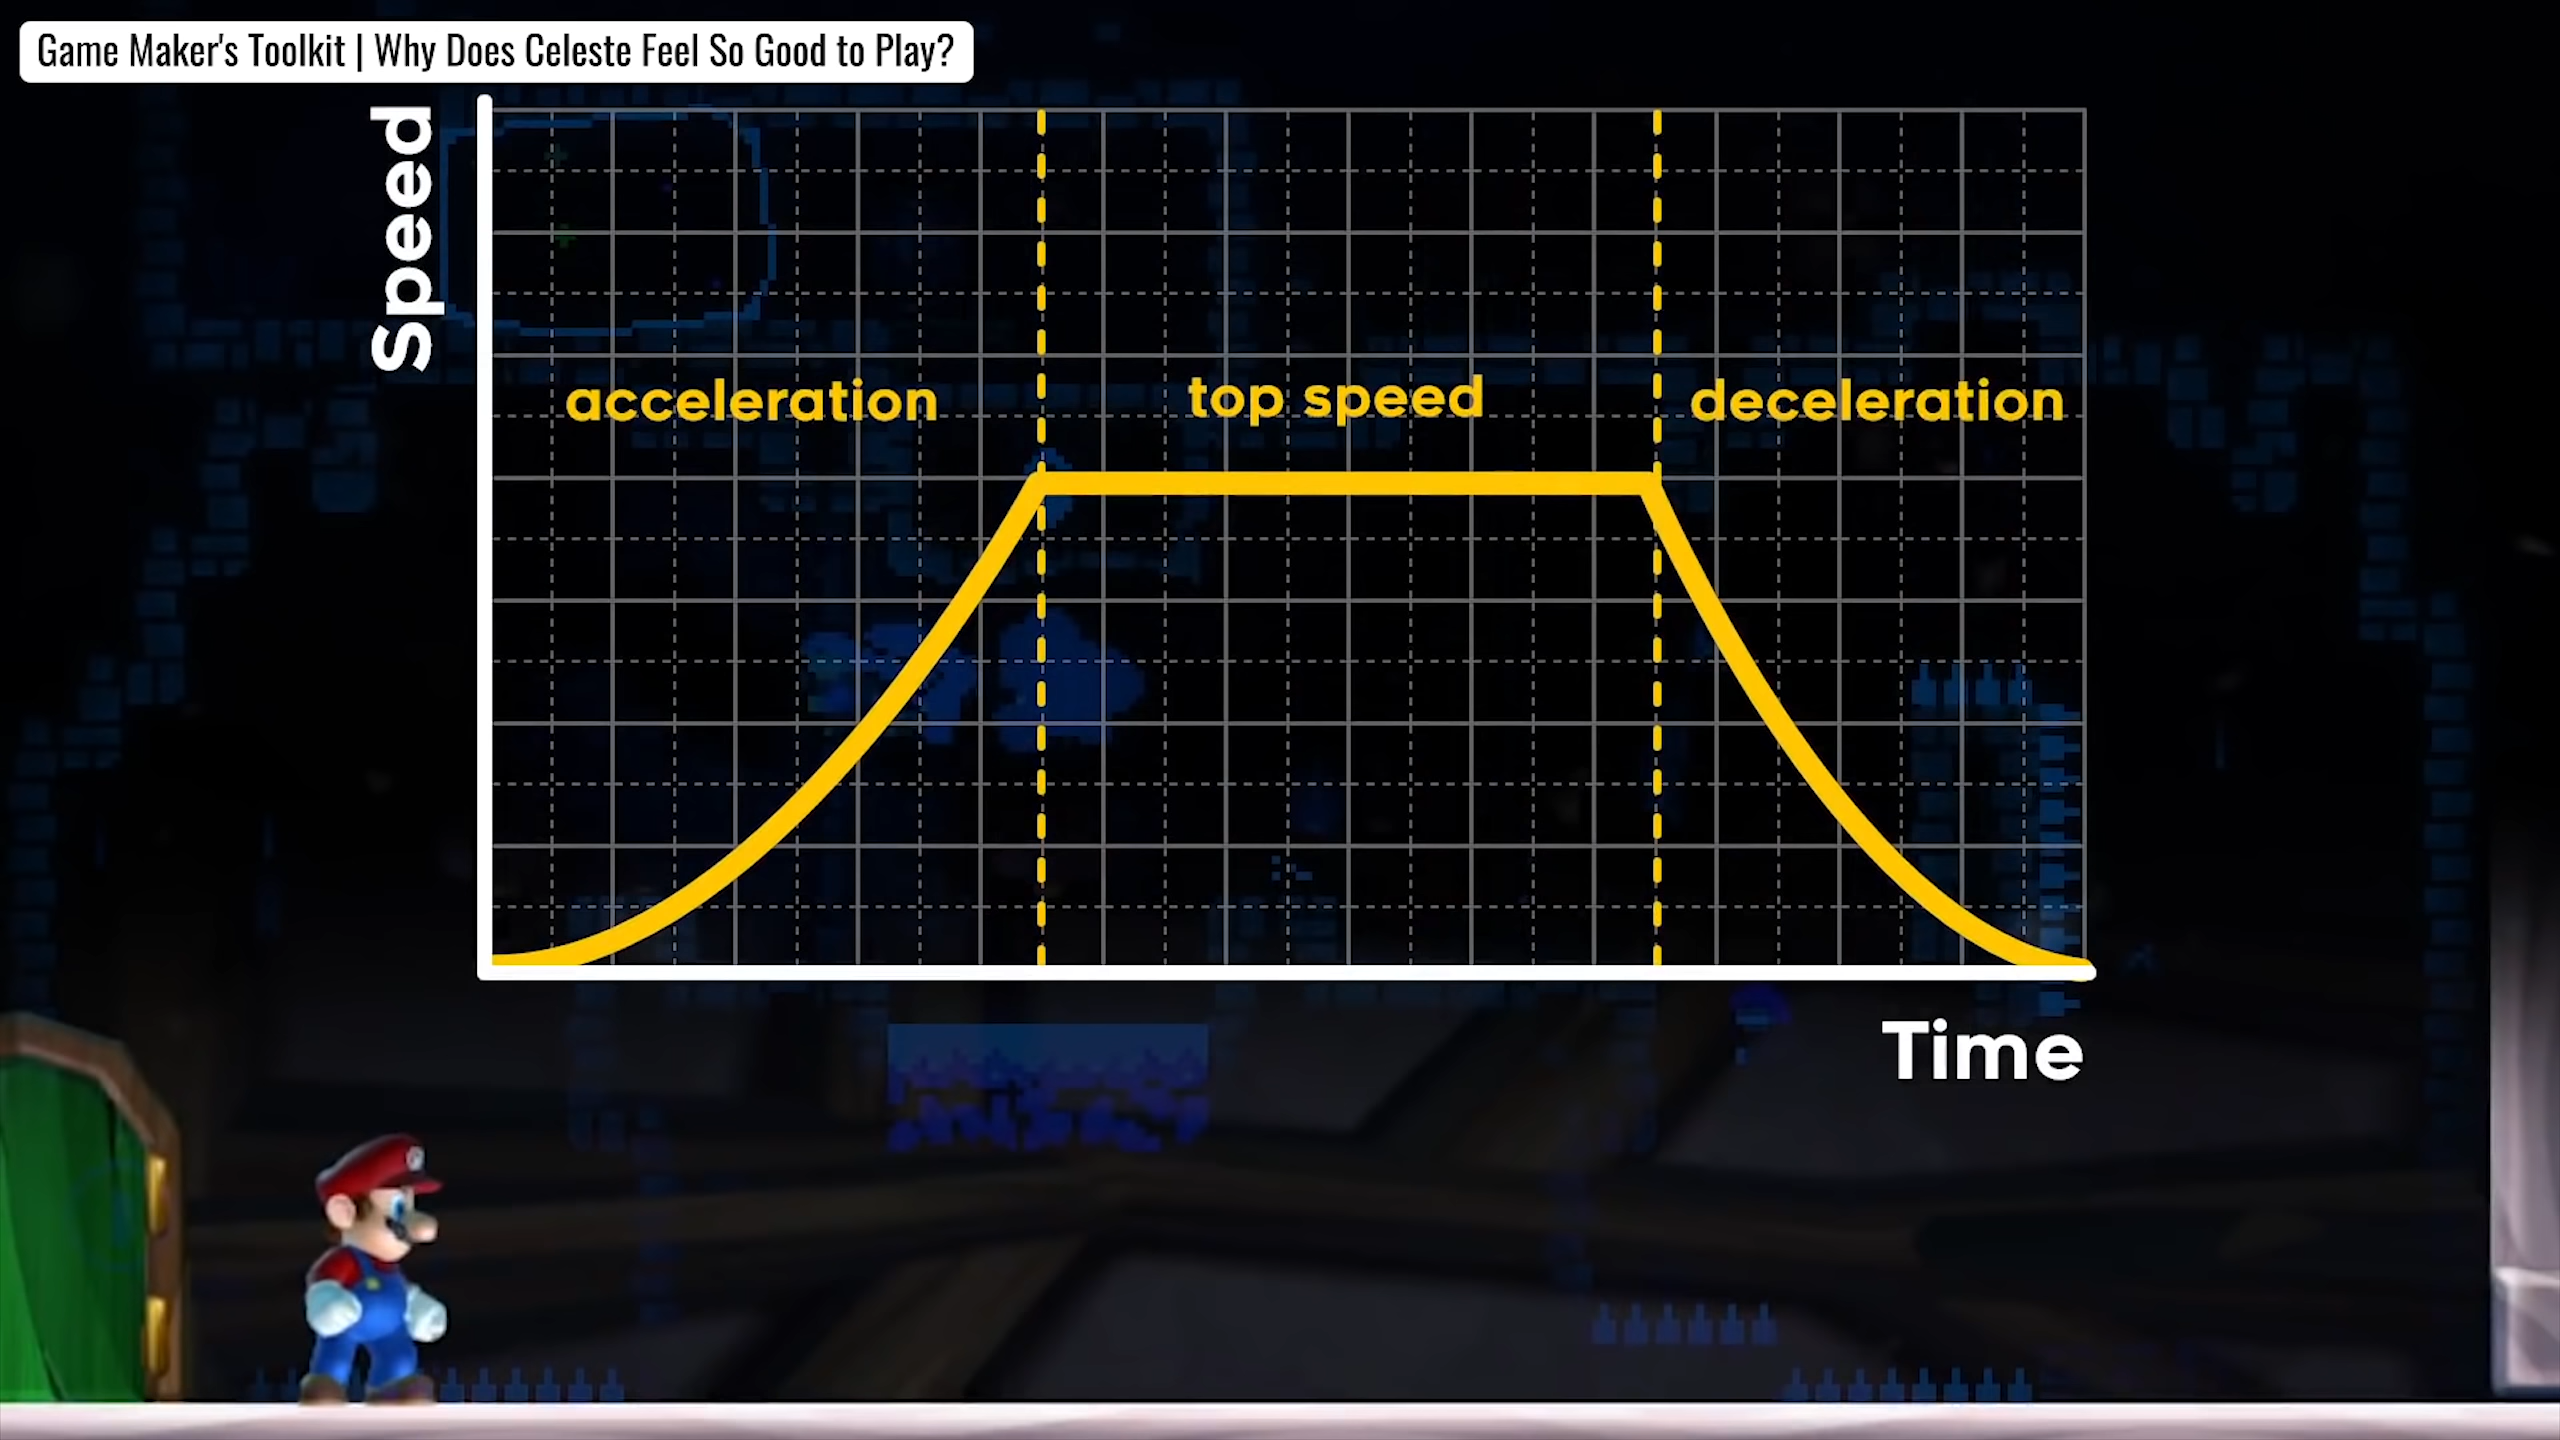 Game Maker's Toolkit | Why Does Celeste Feel So Good to Play?
Speed
acceleration
top speed
deceleration
Time